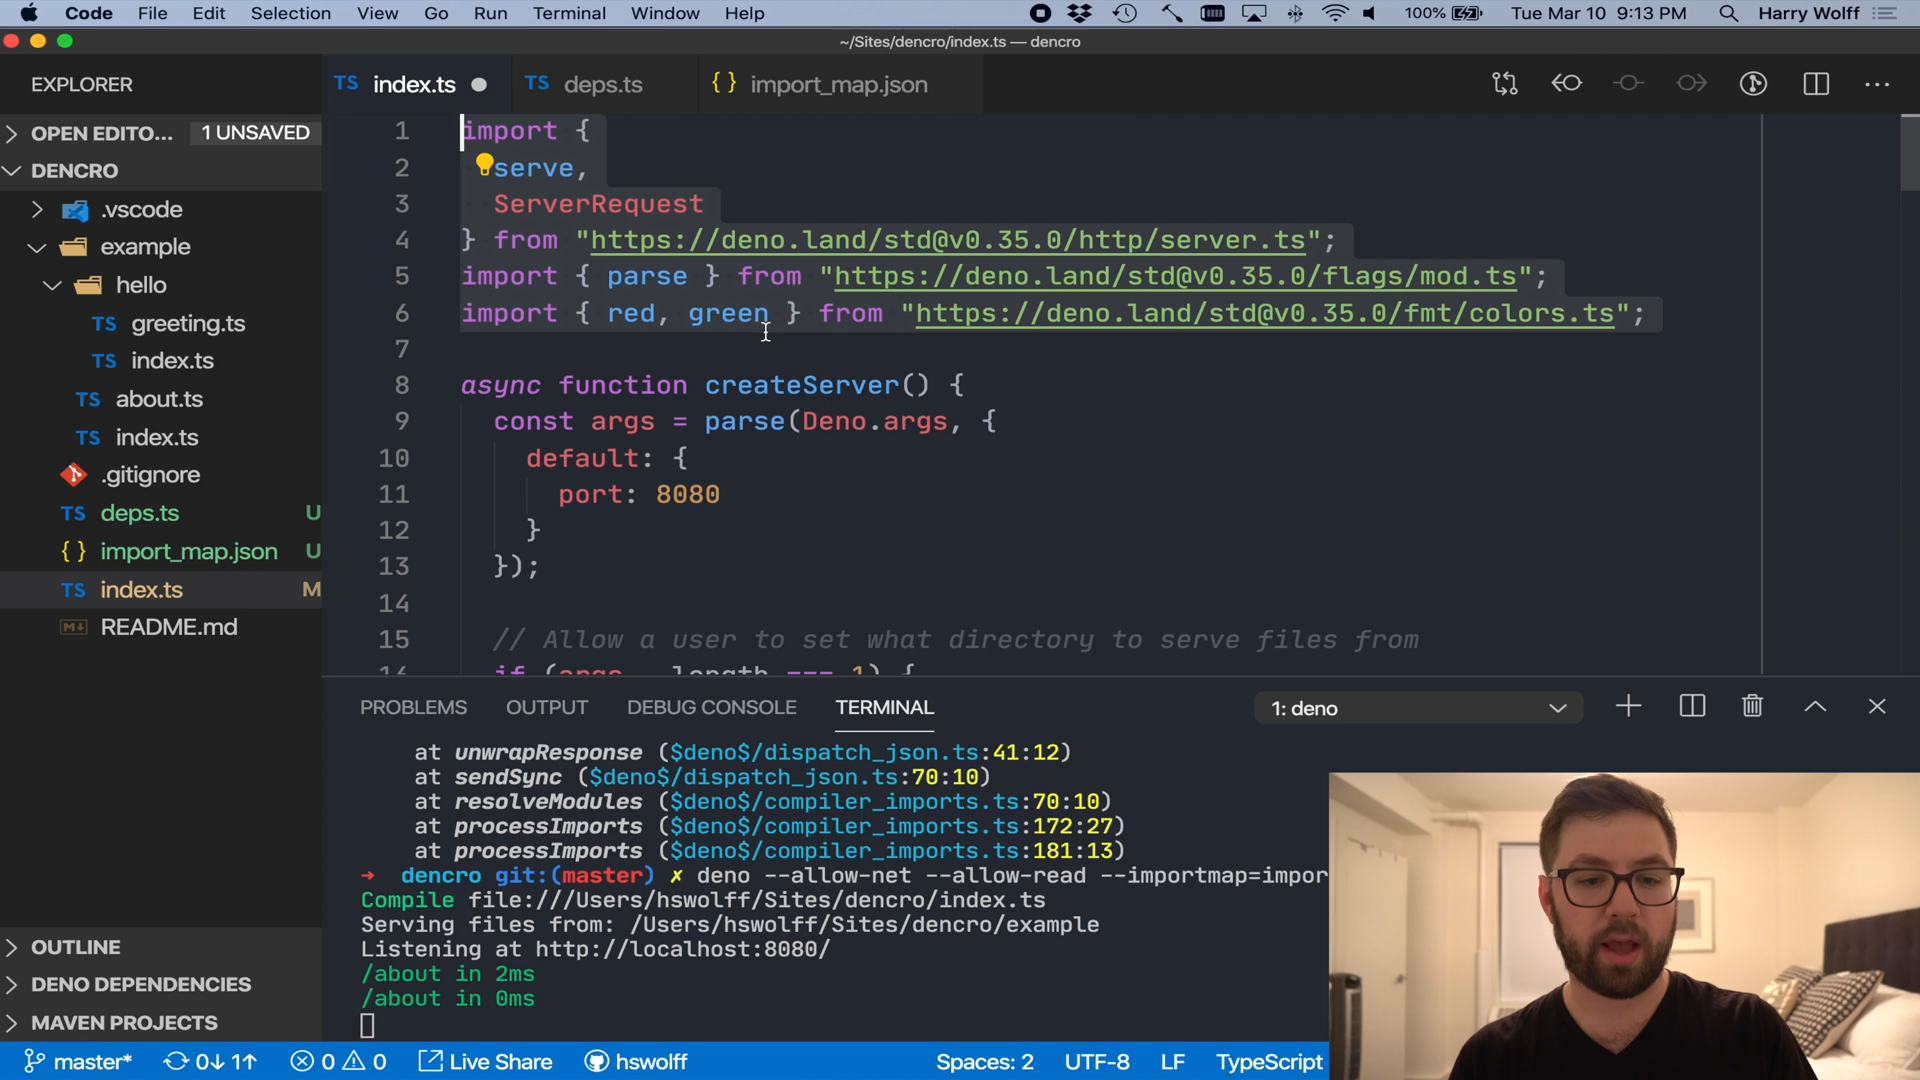 Code File Edit Selection View Go Run Terminal Window Help 100% Tue Mar 10 9:13 PM Harry Wolff
~/Sites/dencro/index.ts — dencro
EXPLORER
OPEN EDITO... 1 UNSAVED
DENCRO
.vscode
example
hello
TS greeting.ts
TS index.ts
TS about.ts
TS index.ts
.gitignore
TS deps.ts U
{ } import_map.json U
TS index.ts M
M↓ README.md
OUTLINE
DENO DEPENDENCIES
MAVEN PROJECTS
TS index.ts TS deps.ts { } import_map.json
1 import {
2 serve,
3 ServerRequest
4 } from "https://deno.land/std@v0.35.0/http/server.ts";
5 import { parse } from "https://deno.land/std@v0.35.0/flags/mod.ts";
6 import { red, green } from "https://deno.land/std@v0.35.0/fmt/colors.ts";
7
8 async function createServer() {
9 const args = parse(Deno.args, {
10 default: {
11 port: 8080
12 }
13 });
14
15 // Allow a user to set what directory to serve files from
16 if (args._.length === 1) {
PROBLEMS OUTPUT DEBUG CONSOLE TERMINAL 1: deno
at unwrapResponse ($deno$/dispatch_json.ts:41:12)
at sendSync ($deno$/dispatch_json.ts:70:10)
at resolveModules ($deno$/compiler_imports.ts:70:10)
at processImports ($deno$/compiler_imports.ts:172:27)
at processImports ($deno$/compiler_imports.ts:181:13)
➜ dencro git:(master) ✗ deno --allow-net --allow-read --importmap=impor
Compile file:///Users/hswolff/Sites/dencro/index.ts
Serving files from: /Users/hswolff/Sites/dencro/example
Listening at http://localhost:8080/
/about in 2ms
/about in 0ms
master* 0↓ 1↑ 0 0 Live Share hswolff Spaces: 2 UTF-8 LF TypeScript